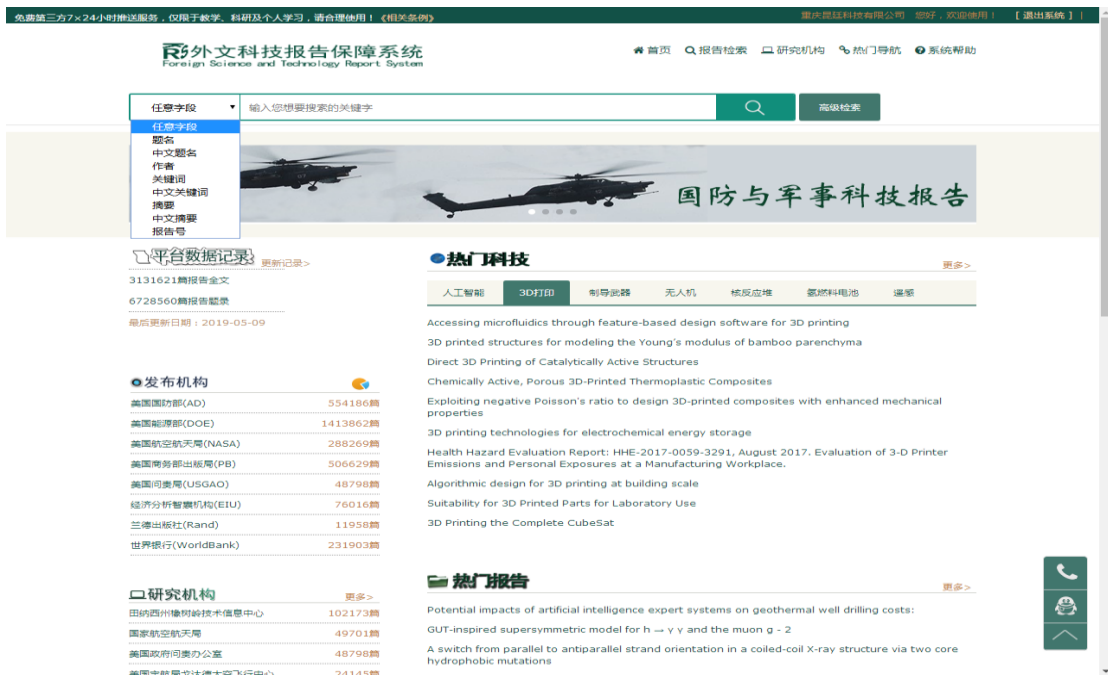 免费第三方7×24小时推送服务，仅限于教学、科研及个人学习，请合理使用！《相关条例》
重庆昆廷科技有限公司 您好，欢迎使用！ 【 退出系统 】
外文科技报告保障系统
Foreign Science and Technology Report System
首页 报告检索 研究机构 热门导航 系统帮助
任意字段 输入您想要搜索的关键字 高级检索
任意字段
题名
中文题名
作者
关键词
中文关键词
摘要
中文摘要
报告号
国防与军事科技报告
平台数据记录 更新记录>
3131621篇报告全文
6728560篇报告题录
最后更新日期：2019-05-09
发布机构
美国国防部(AD) 554186篇
美国能源部(DOE) 1413862篇
美国航空航天局(NASA) 288269篇
美国商务部出版局(PB) 506629篇
美国问责局(USGAO) 48798篇
经济分析智囊机构(EIU) 76016篇
兰德出版社(Rand) 11958篇
世界银行(WorldBank) 231903篇
研究机构 更多>
田纳西州橡树岭技术信息中心 102173篇
国家航空航天局 49701篇
美国政府问责办公室 48798篇
美国宇航局戈达德太空飞行中心 24145篇
热门科技 更多>
人工智能 3D打印 制导武器 无人机 核反应堆 氢燃料电池 遥感
Accessing microfluidics through feature-based design software for 3D printing
3D printed structures for modeling the Young's modulus of bamboo parenchyma
Direct 3D Printing of Catalytically Active Structures
Chemically Active, Porous 3D-Printed Thermoplastic Composites
Exploiting negative Poisson's ratio to design 3D-printed composites with enhanced mechanical
properties
3D printing technologies for electrochemical energy storage
Health Hazard Evaluation Report: HHE-2017-0059-3291, August 2017. Evaluation of 3-D Printer
Emissions and Personal Exposures at a Manufacturing Workplace.
Algorithmic design for 3D printing at building scale
Suitability for 3D Printed Parts for Laboratory Use
3D Printing the Complete CubeSat
热门报告 更多>
Potential impacts of artificial intelligence expert systems on geothermal well drilling costs:
GUT-inspired supersymmetric model for h → γ γ and the muon g - 2
A switch from parallel to antiparallel strand orientation in a coiled-coil X-ray structure via two core
hydrophobic mutations